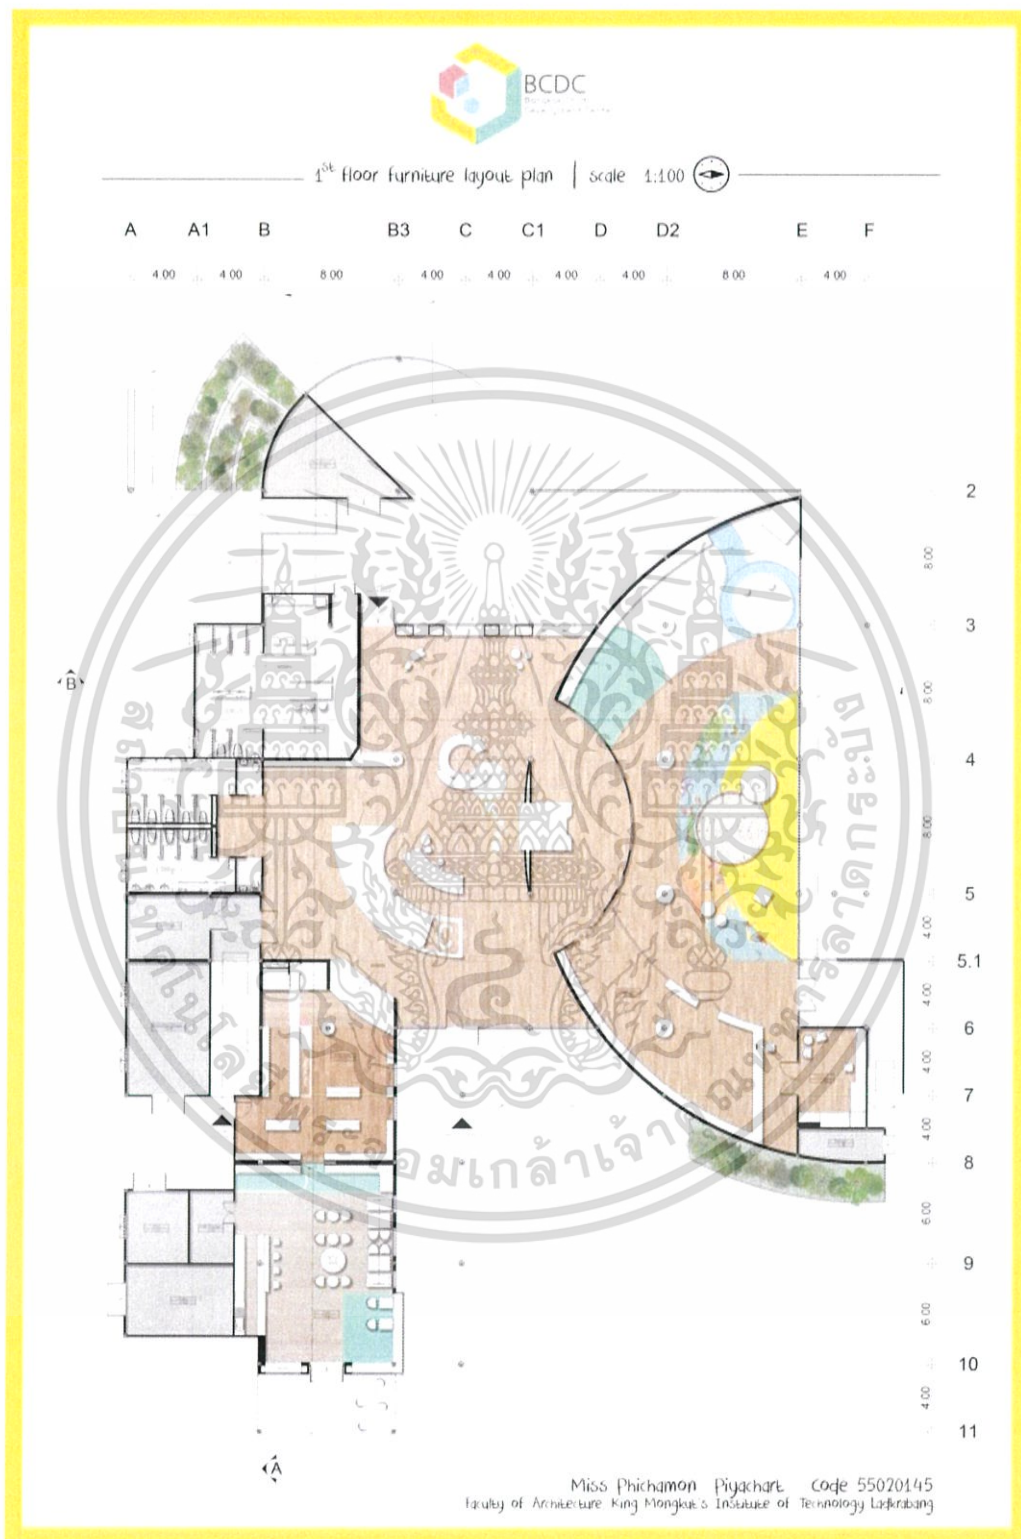 BCDC
1st floor furniture layout plan | scale 1:100
A A1 B B3 C C1 D D2 E F
4 00 4 00 8 00 4 00 4 00 4 00 4 00 8 00 4 00
2
8 00
3
B
8 00
4
8 00
5
4 00
5.1
4 00
6
4 00
7
4 00
8
6 00
9
6 00
10
4 00
11
A
Miss Phichamon Piyachart Code 55020145
Faculty of Architecture King Mongkut's Institute of Technology Ladkrabang